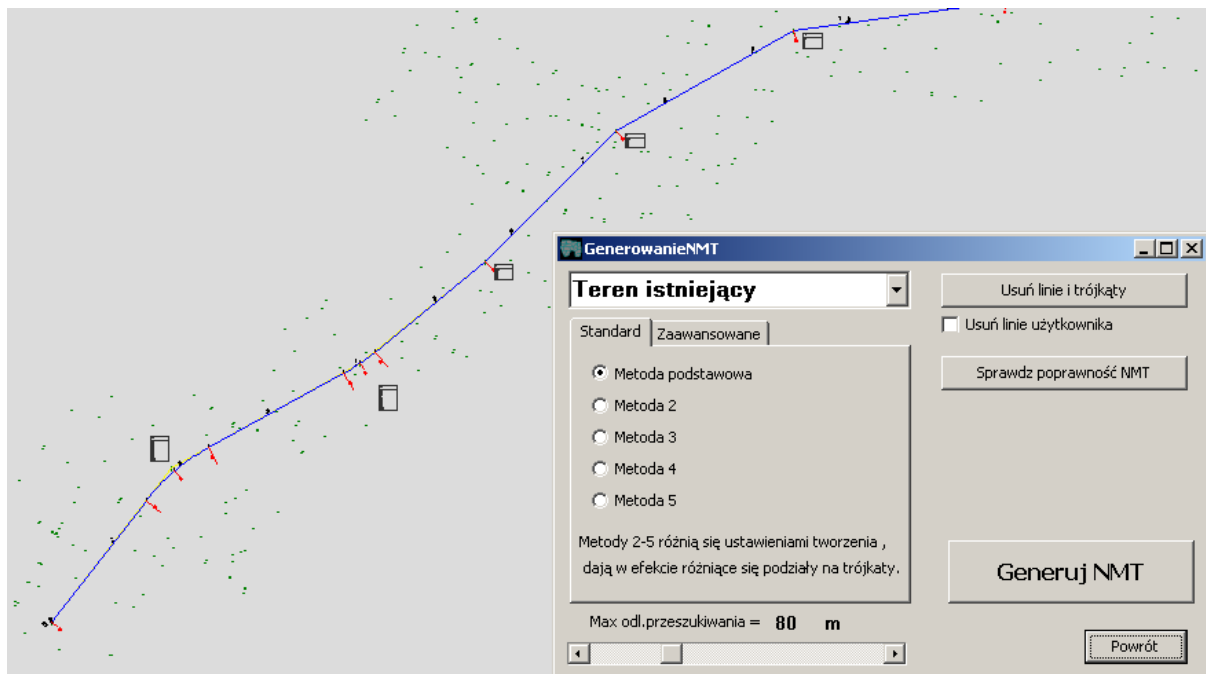 GenerowanieNMT
Teren istniejący
Usuń linie i trójkąty
Usuń linie użytkownika
Standard
Zaawansowane
Sprawdz poprawność NMT
Metoda podstawowa
Metoda 2
Metoda 3
Metoda 4
Metoda 5
Metody 2-5 różnią się ustawieniami tworzenia ,
dają w efekcie różniące się podziały na trójkaty.
Generuj NMT
Max odl.przeszukiwania = 80 m
Powrót